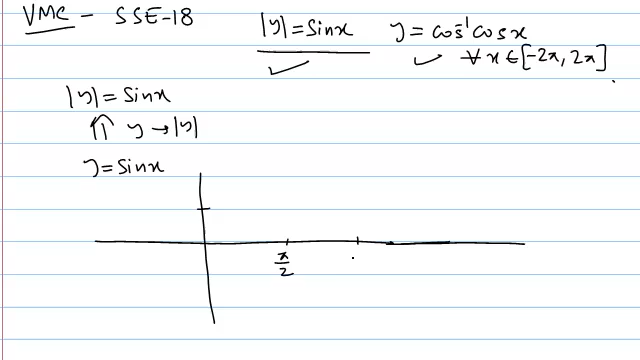 VMC - SSE-18
|y| = Sinx y = cos⁻¹cosx
∀ x ∈ [-2π, 2π]
|y| = Sinx
⇑ y → |y|
y = Sinx
π/2